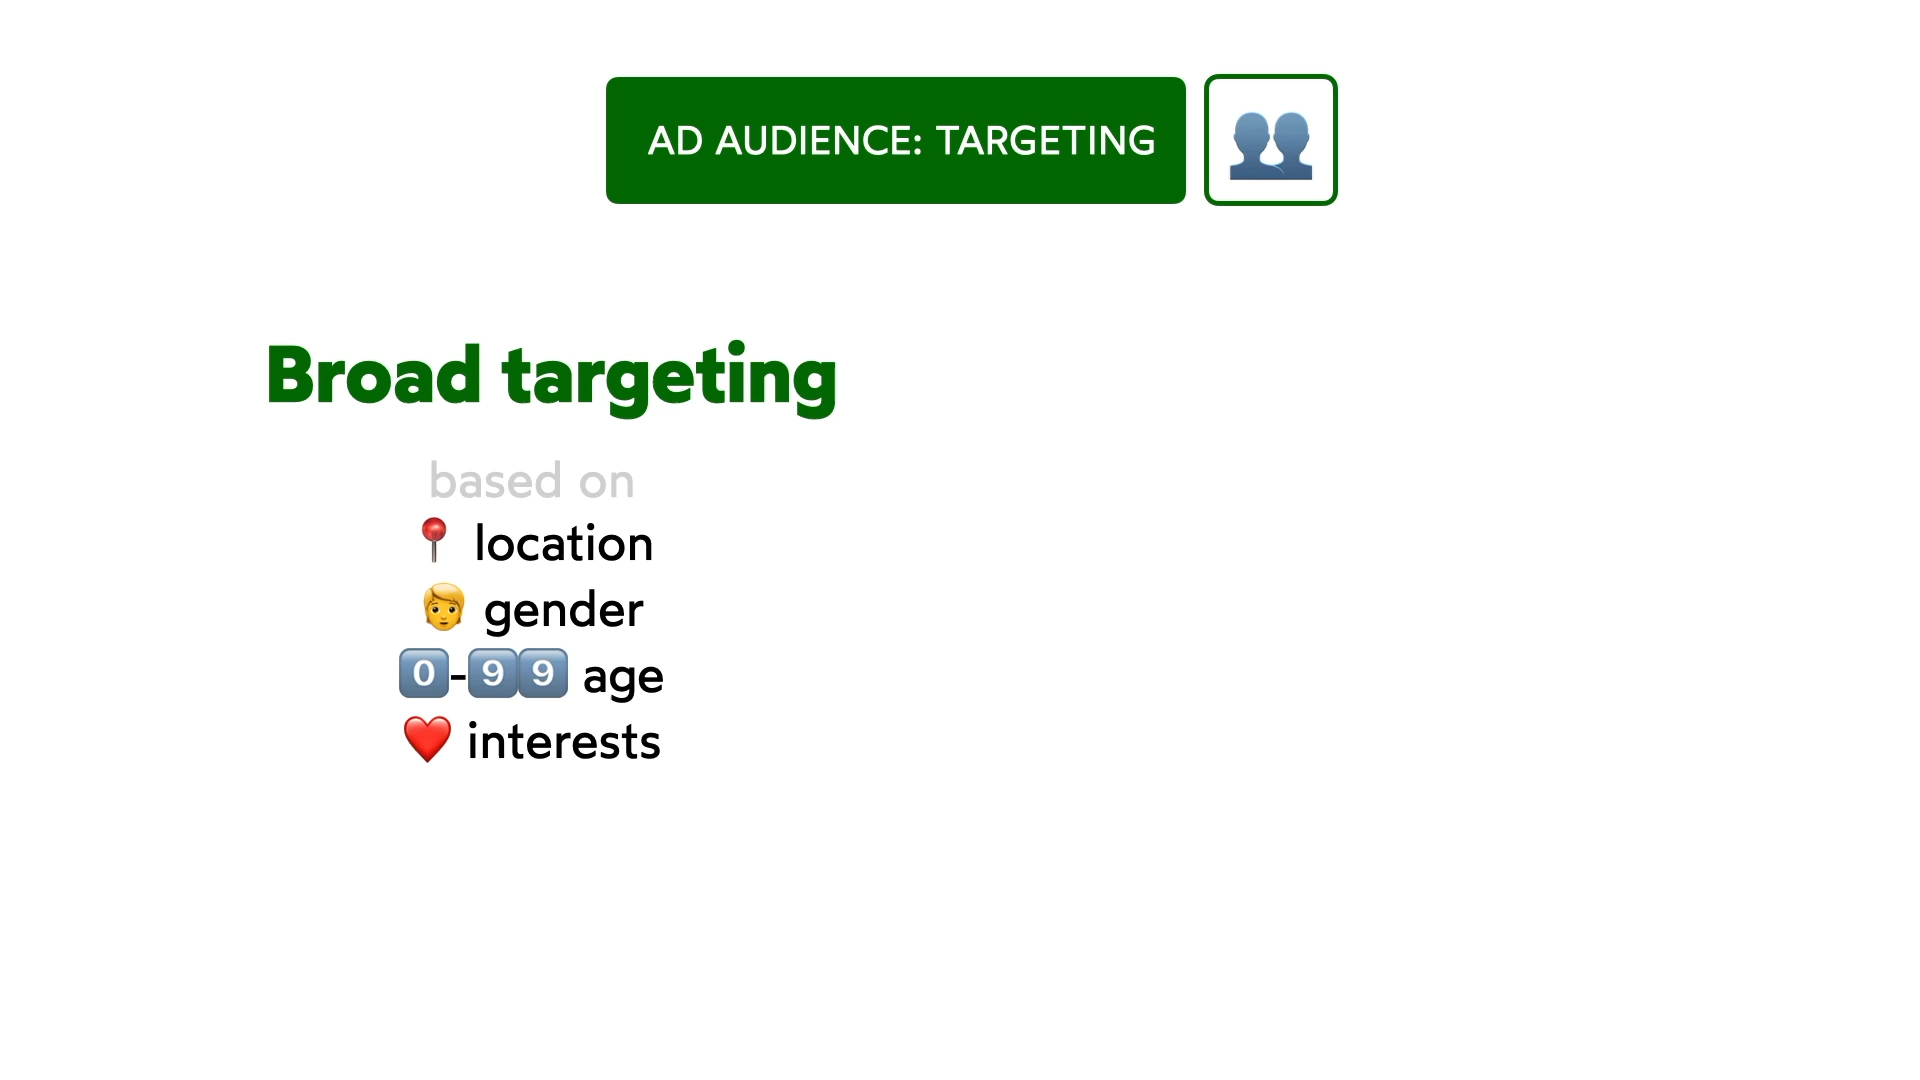 AD AUDIENCE: TARGETING
Broad targeting
based on
location
gender
0-99 age
interests